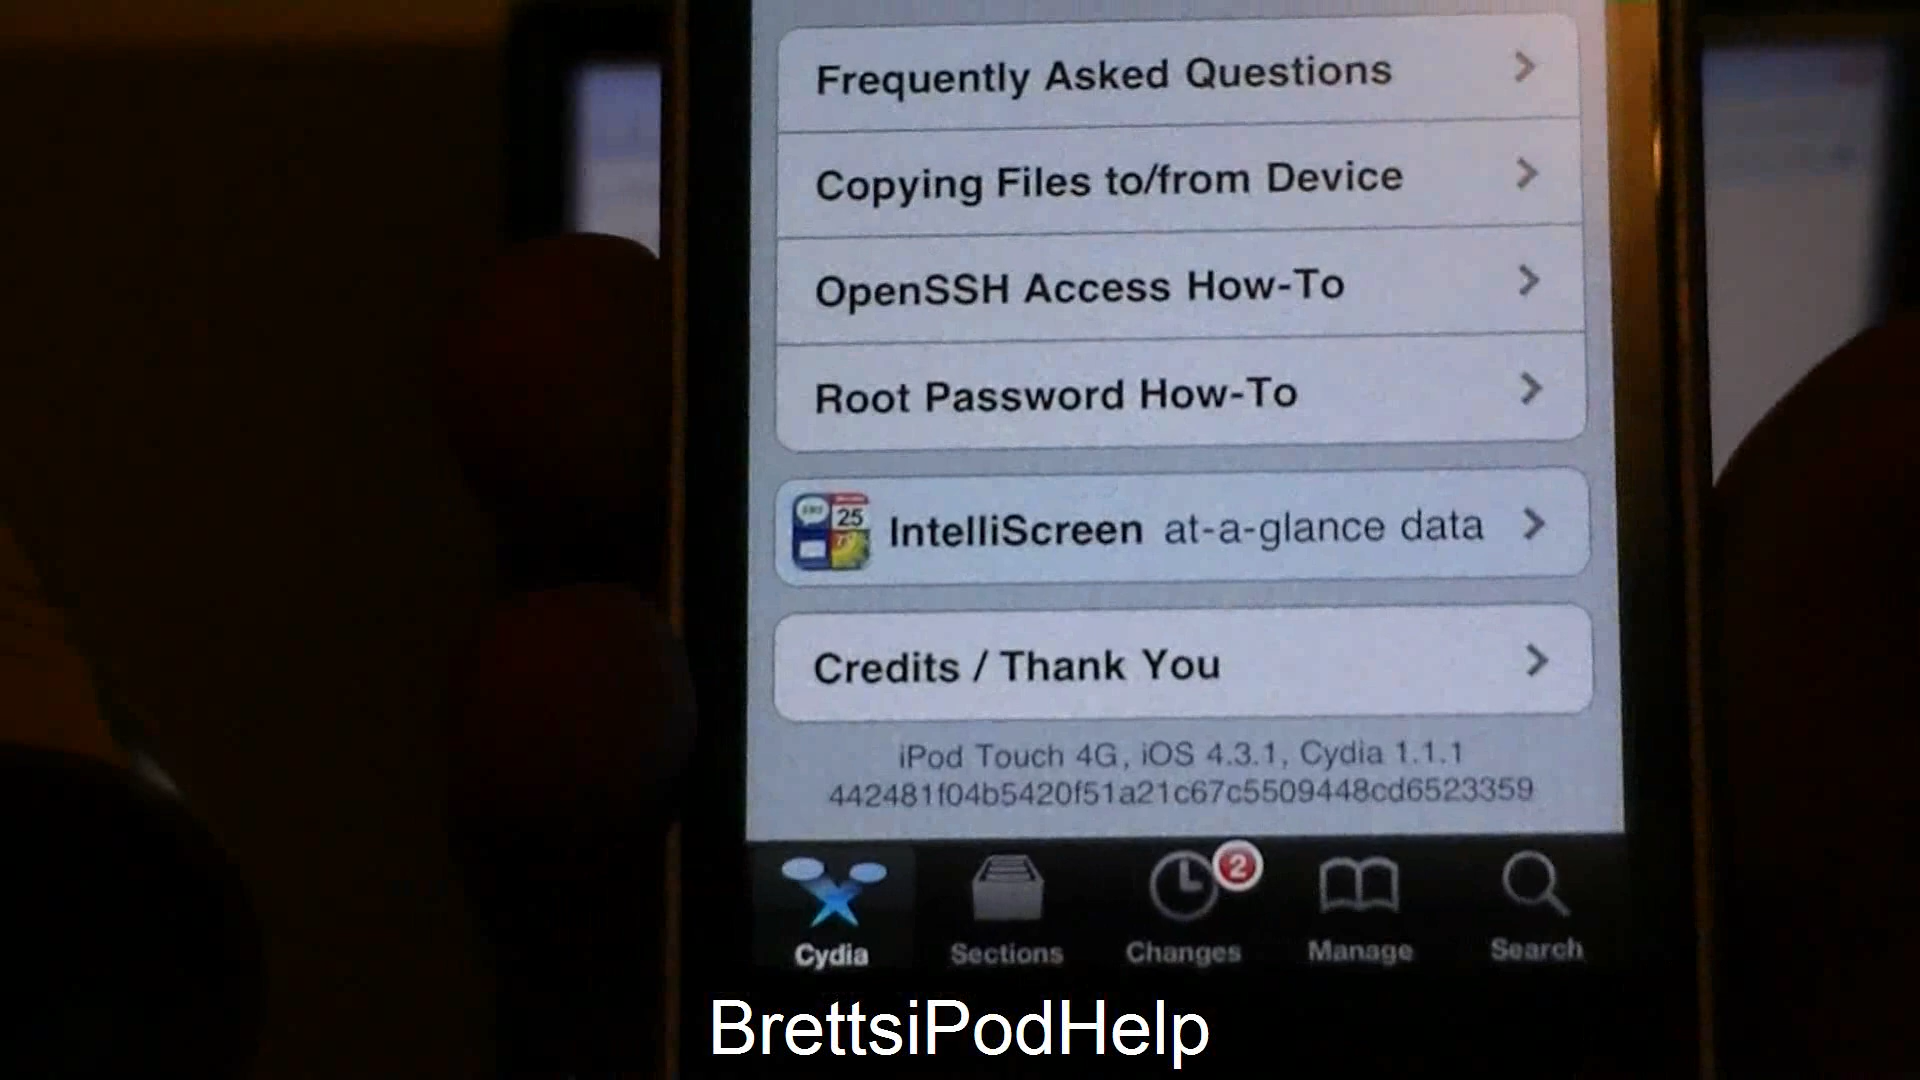 Frequently Asked Questions
Copying Files to/from Device
OpenSSH Access How-To
Root Password How-To
25
IntelliScreen at-a-glance data
Credits / Thank You
iPod Touch 4G, iOS 4.3.1, Cydia 1.1.1
442481f04b5420f51a21c67c5509448cd6523359
2
Cydia
Sections
Changes
Manage
Search
BrettsiPodHelp